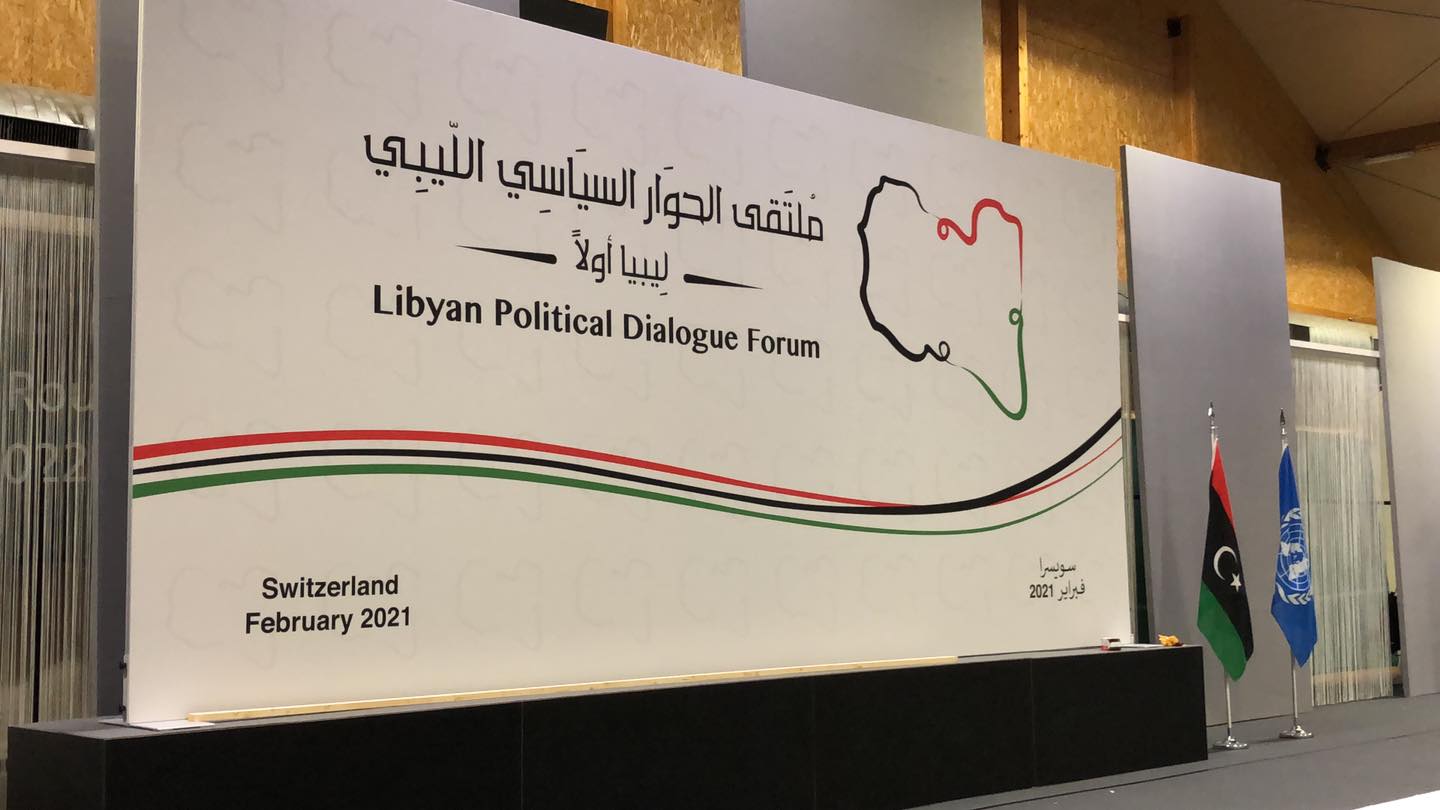 مُلتَقى الحوَار السيَاسِي اللّيبِي
لِيبيا أولاً
Libyan Political Dialogue Forum
Switzerland
February 2021
سويسرا
فبراير 2021